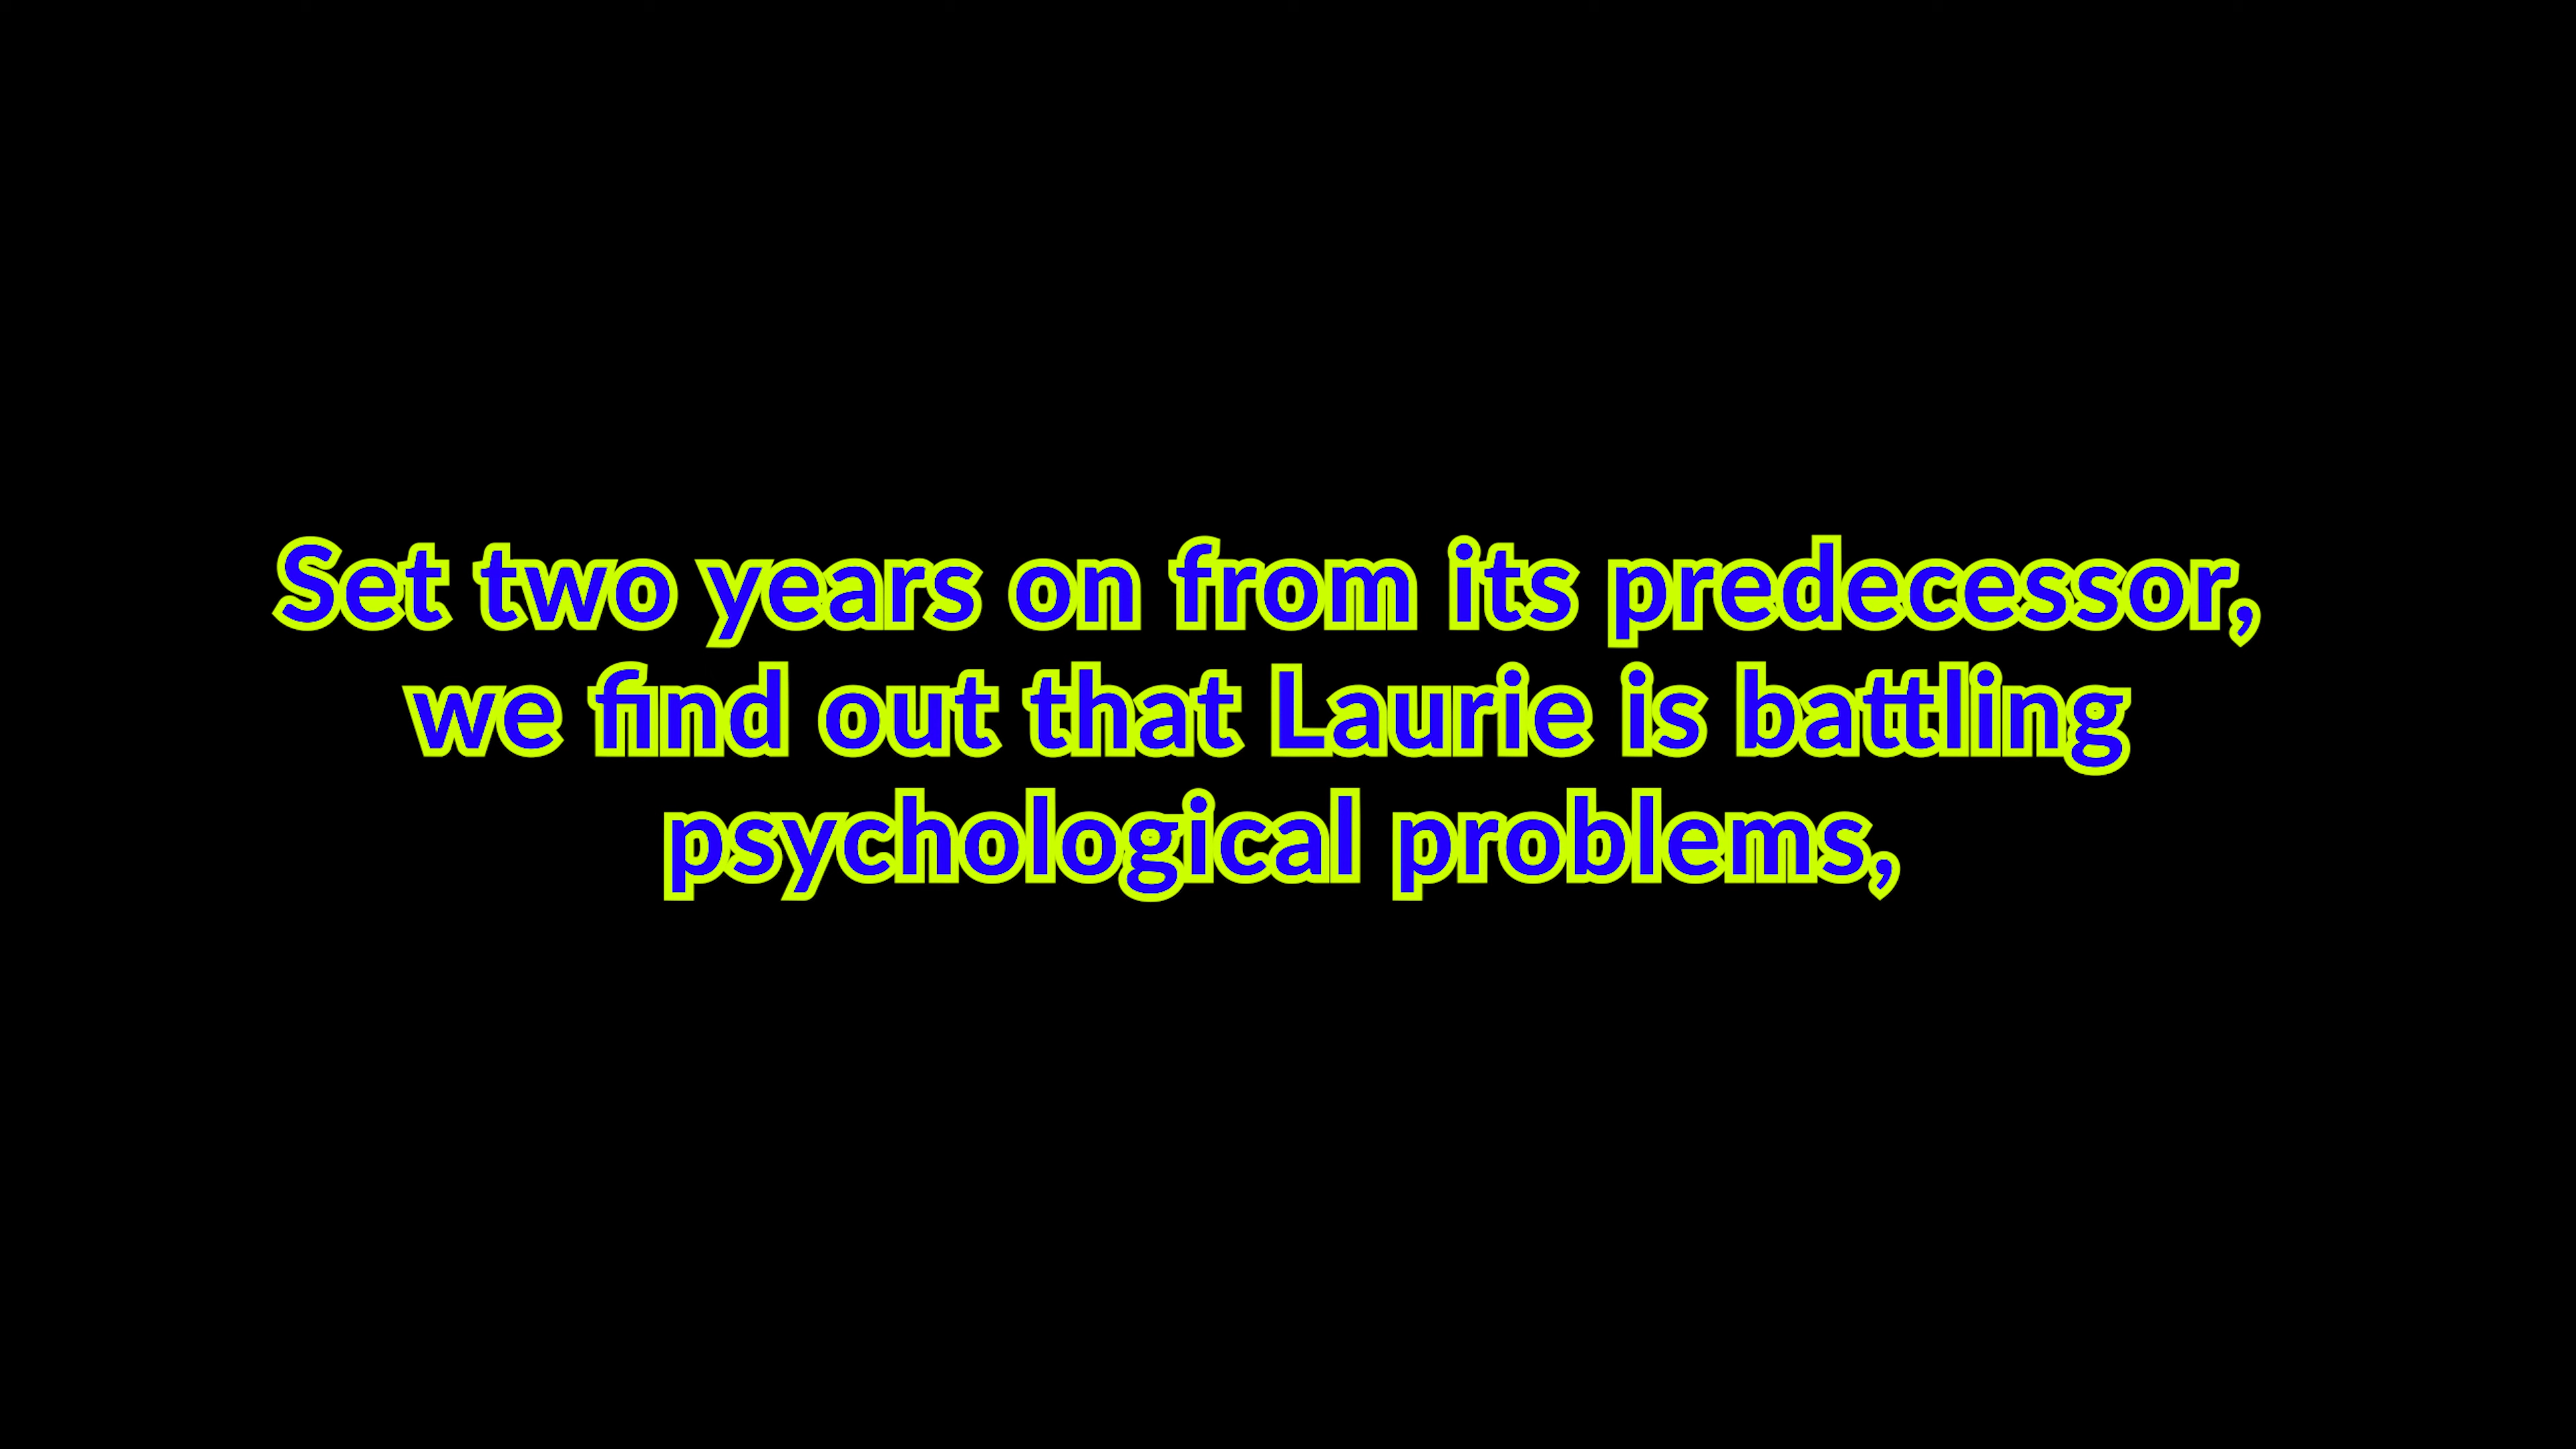 Set two years on from its predecessor,
we find out that Laurie is battling
psychological problems,